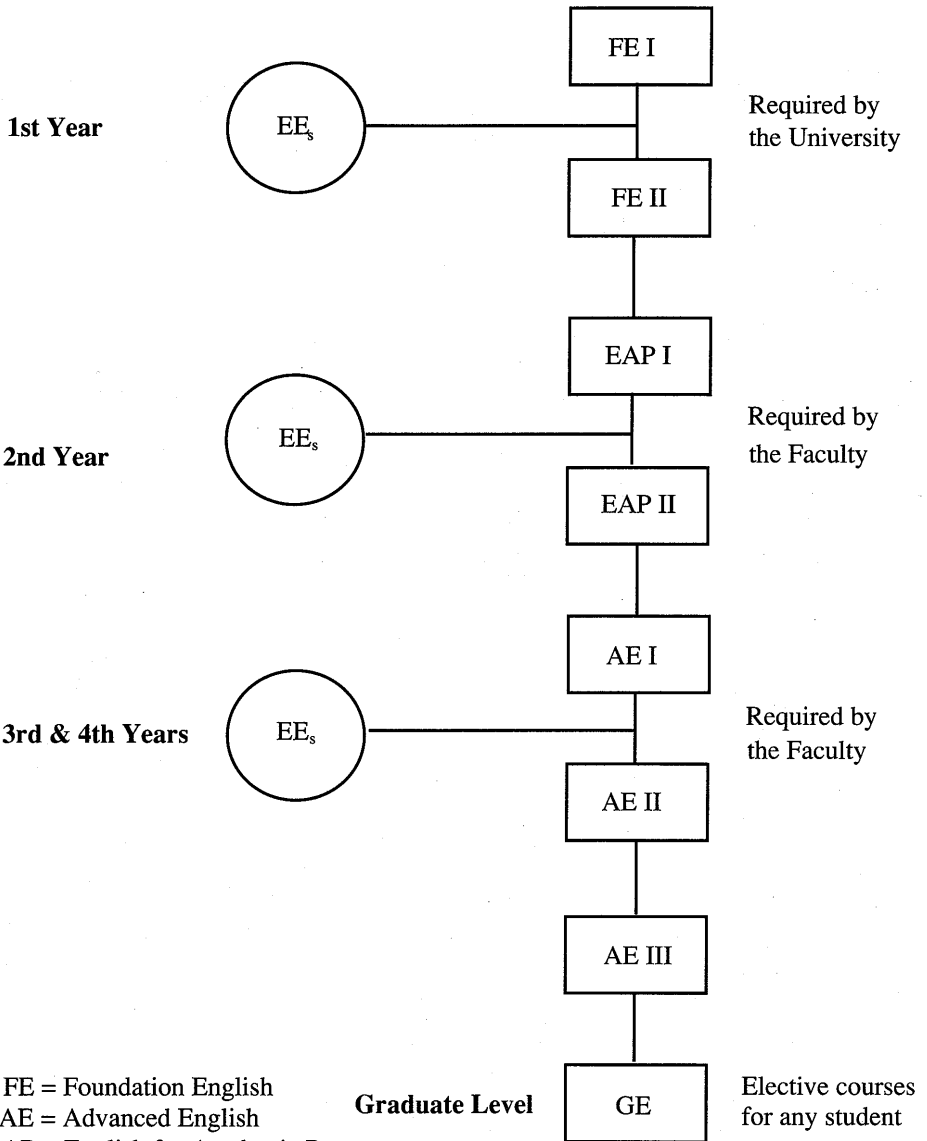 FE I
1st Year
EEs
Required by
the University
FE II
EAP I
2nd Year
EEs
Required by
the Faculty
EAP II
AE I
3rd & 4th Years
EEs
Required by
the Faculty
AE II
AE III
FE = Foundation English
AE = Advanced English
Graduate Level
GE
Elective courses
for any student